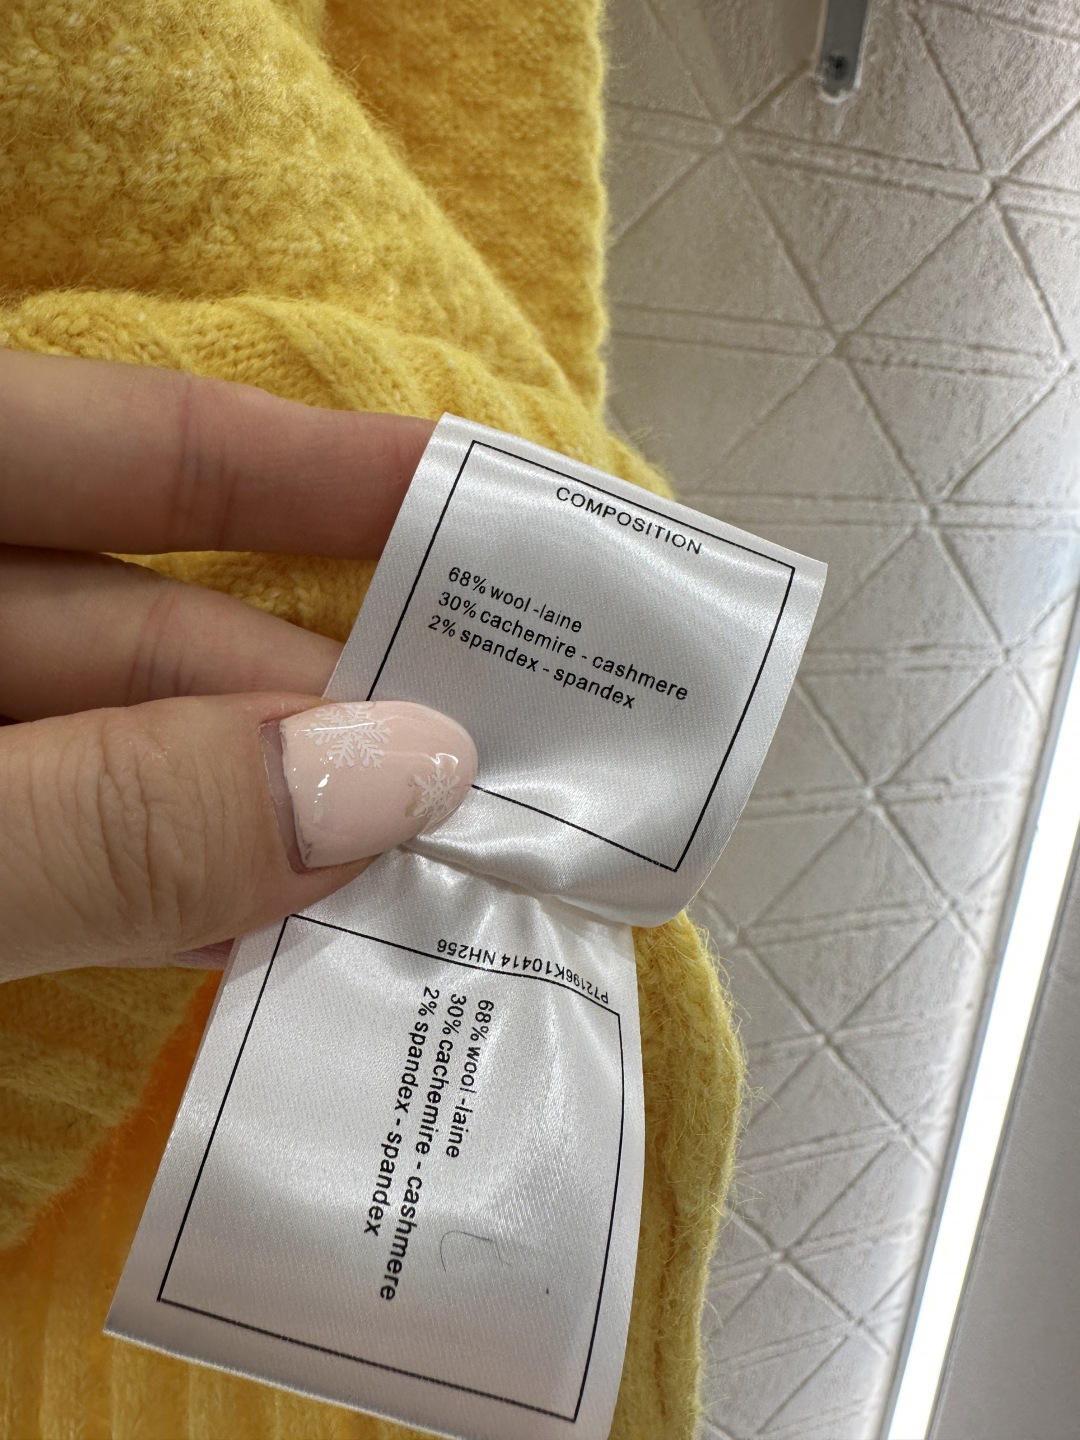 COMPOSITION
68% wool - laine
30% cachemire - cashmere
2% spandex - spandex
P72196K10414 NH256
68% wool - laine
30% cachemire - cashmere
2% spandex - spandex